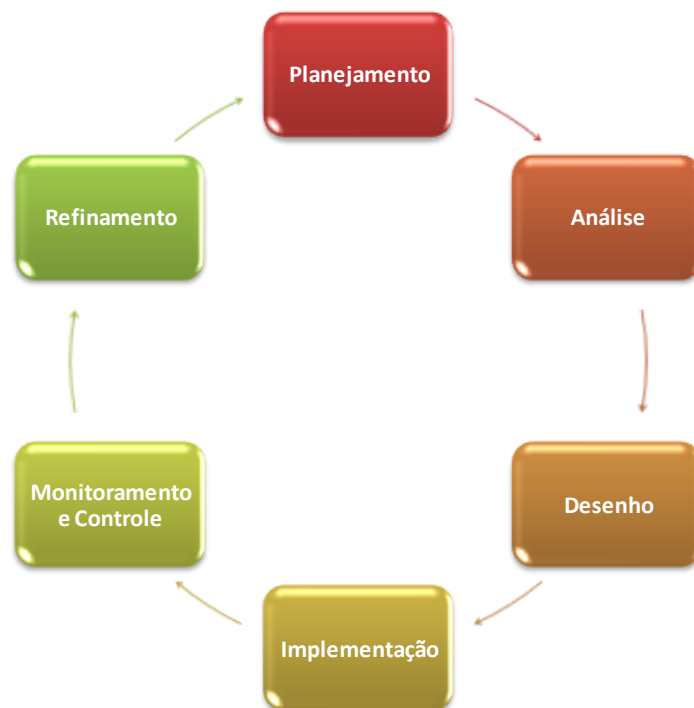 Planejamento
Análise
Desenho
Implementação
Monitoramento
e Controle
Refinamento